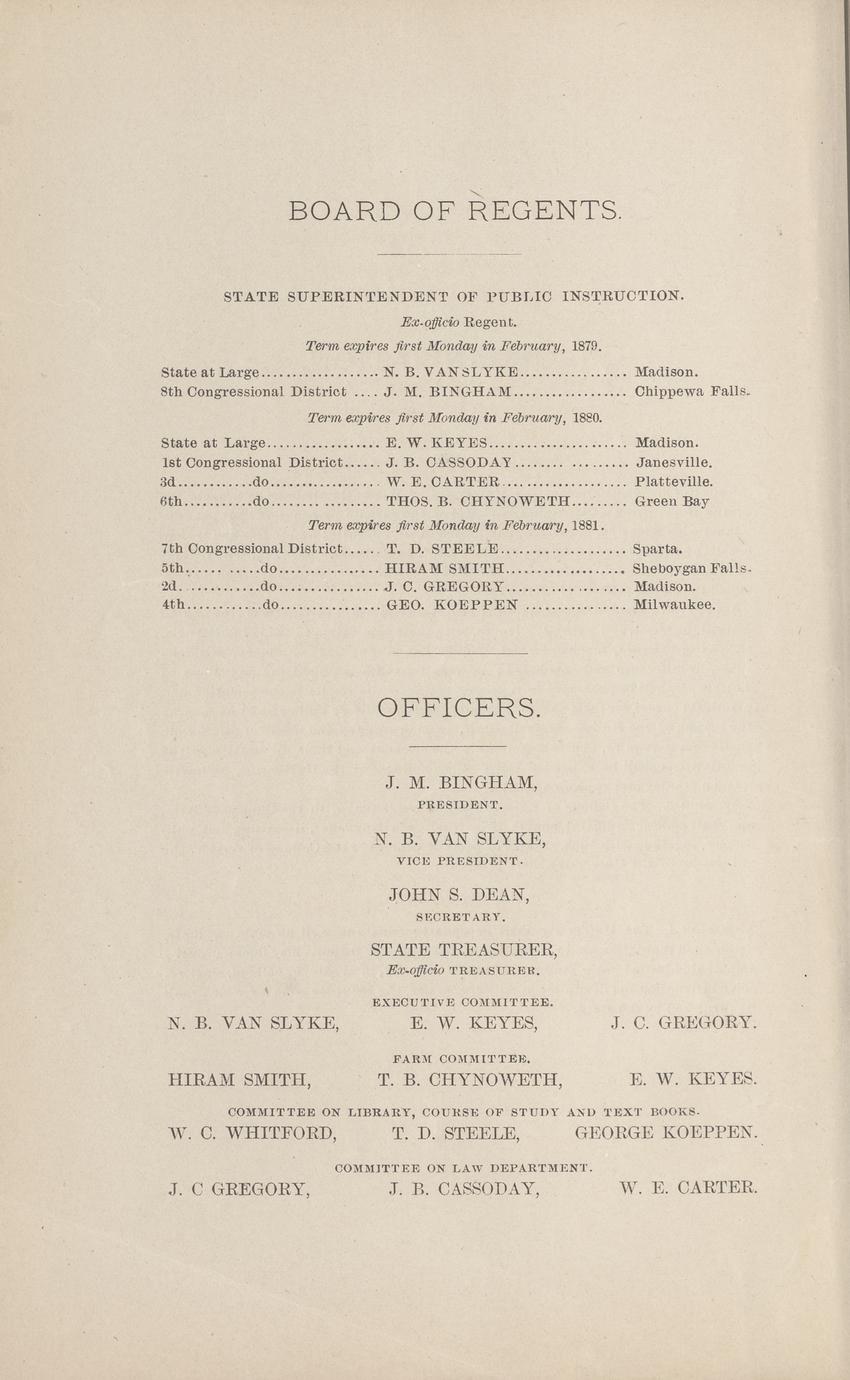 BOARD OF REGENTS.
STATE SUPERINTENDENT OF PUBLIC INSTRUCTION.
Ex-officio Regent.
Term expires first Monday in February, 1879.
State at Large.................. N. B. VAN SLYKE................. Madison.
8th Congressional District .... J. M. BINGHAM.................. Chippewa Falls.
Term expires first Monday in February, 1880.
State at Large.................. E. W. KEYES...................... Madison.
1st Congressional District...... J. B. CASSODAY........ ......... Janesville.
3d............do................. W. E. CARTER.................... Platteville.
6th...........do........ ......... THOS. B. CHYNOWETH......... Green Bay
Term expires first Monday in February, 1881.
7th Congressional District...... T. D. STEELE.................... Sparta.
5th...... .....do................ HIRAM SMITH................... Sheboygan Falls.
2d. ............do................ J. C. GREGORY................... Madison.
4th............do................ GEO. KOEPPEN ................ Milwaukee.
OFFICERS.
J. M. BINGHAM,
PRESIDENT.
N. B. VAN SLYKE,
VICE PRESIDENT.
JOHN S. DEAN,
SECRETARY.
STATE TREASURER,
Ex-officio TREASURER.
EXECUTIVE COMMITTEE.
N. B. VAN SLYKE, E. W. KEYES, J. C. GREGORY.
FARM COMMITTEE.
HIRAM SMITH, T. B. CHYNOWETH, E. W. KEYES.
COMMITTEE ON LIBRARY, COURSE OF STUDY AND TEXT BOOKS.
W. C. WHITFORD, T. D. STEELE, GEORGE KOEPPEN.
COMMITTEE ON LAW DEPARTMENT.
J. C GREGORY, J. B. CASSODAY, W. E. CARTER.